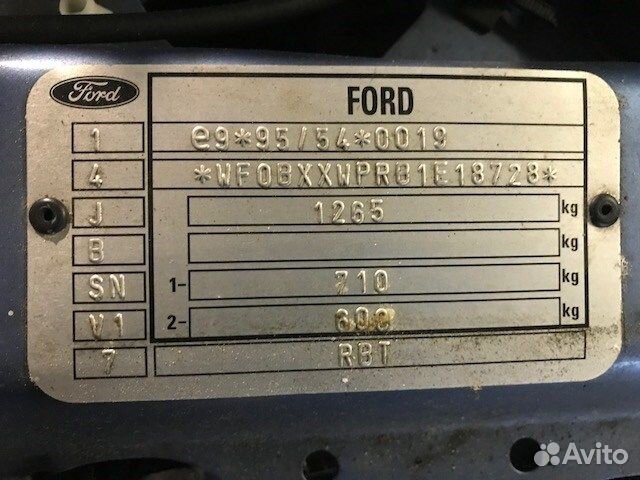 Ford
FORD
1 e9*95/54*0019
4 *WF0BXXWPRB1E18728*
J 1265 kg
B kg
SN 1- 710 kg
V1 2- 608 kg
7 RBT
Avito